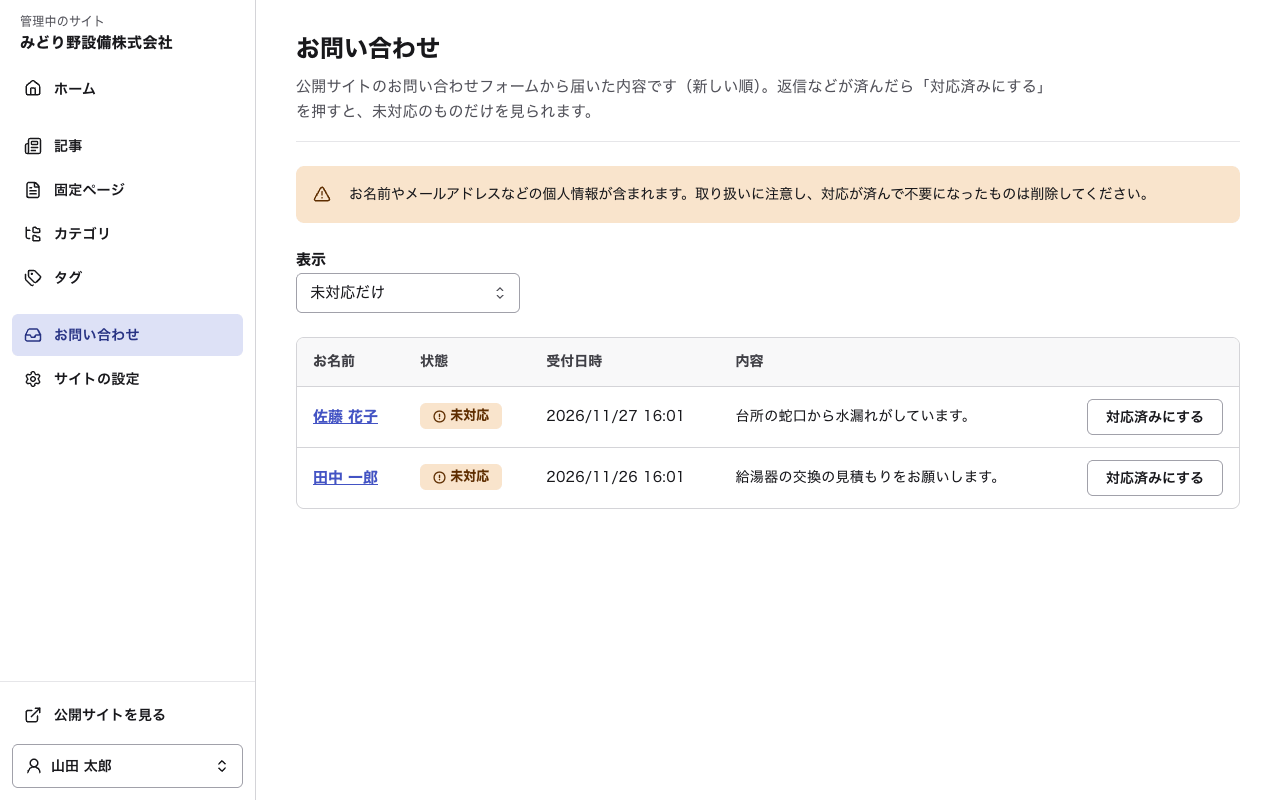 管理中のサイト
みどり野設備株式会社
ホーム
記事
固定ページ
カテゴリ
タグ
お問い合わせ
サイトの設定
公開サイトを見る
山田 太郎
お問い合わせ
公開サイトのお問い合わせフォームから届いた内容です（新しい順）。返信などが済んだら「対応済みにする」
を押すと、未対応のものだけを見られます。
お名前やメールアドレスなどの個人情報が含まれます。取り扱いに注意し、対応が済んで不要になったものは削除してください。
表示
未対応だけ
お名前 状態 受付日時 内容
佐藤 花子 未対応 2026/11/27 16:01 台所の蛇口から水漏れがしています。 対応済みにする
田中 一郎 未対応 2026/11/26 16:01 給湯器の交換の見積もりをお願いします。 対応済みにする